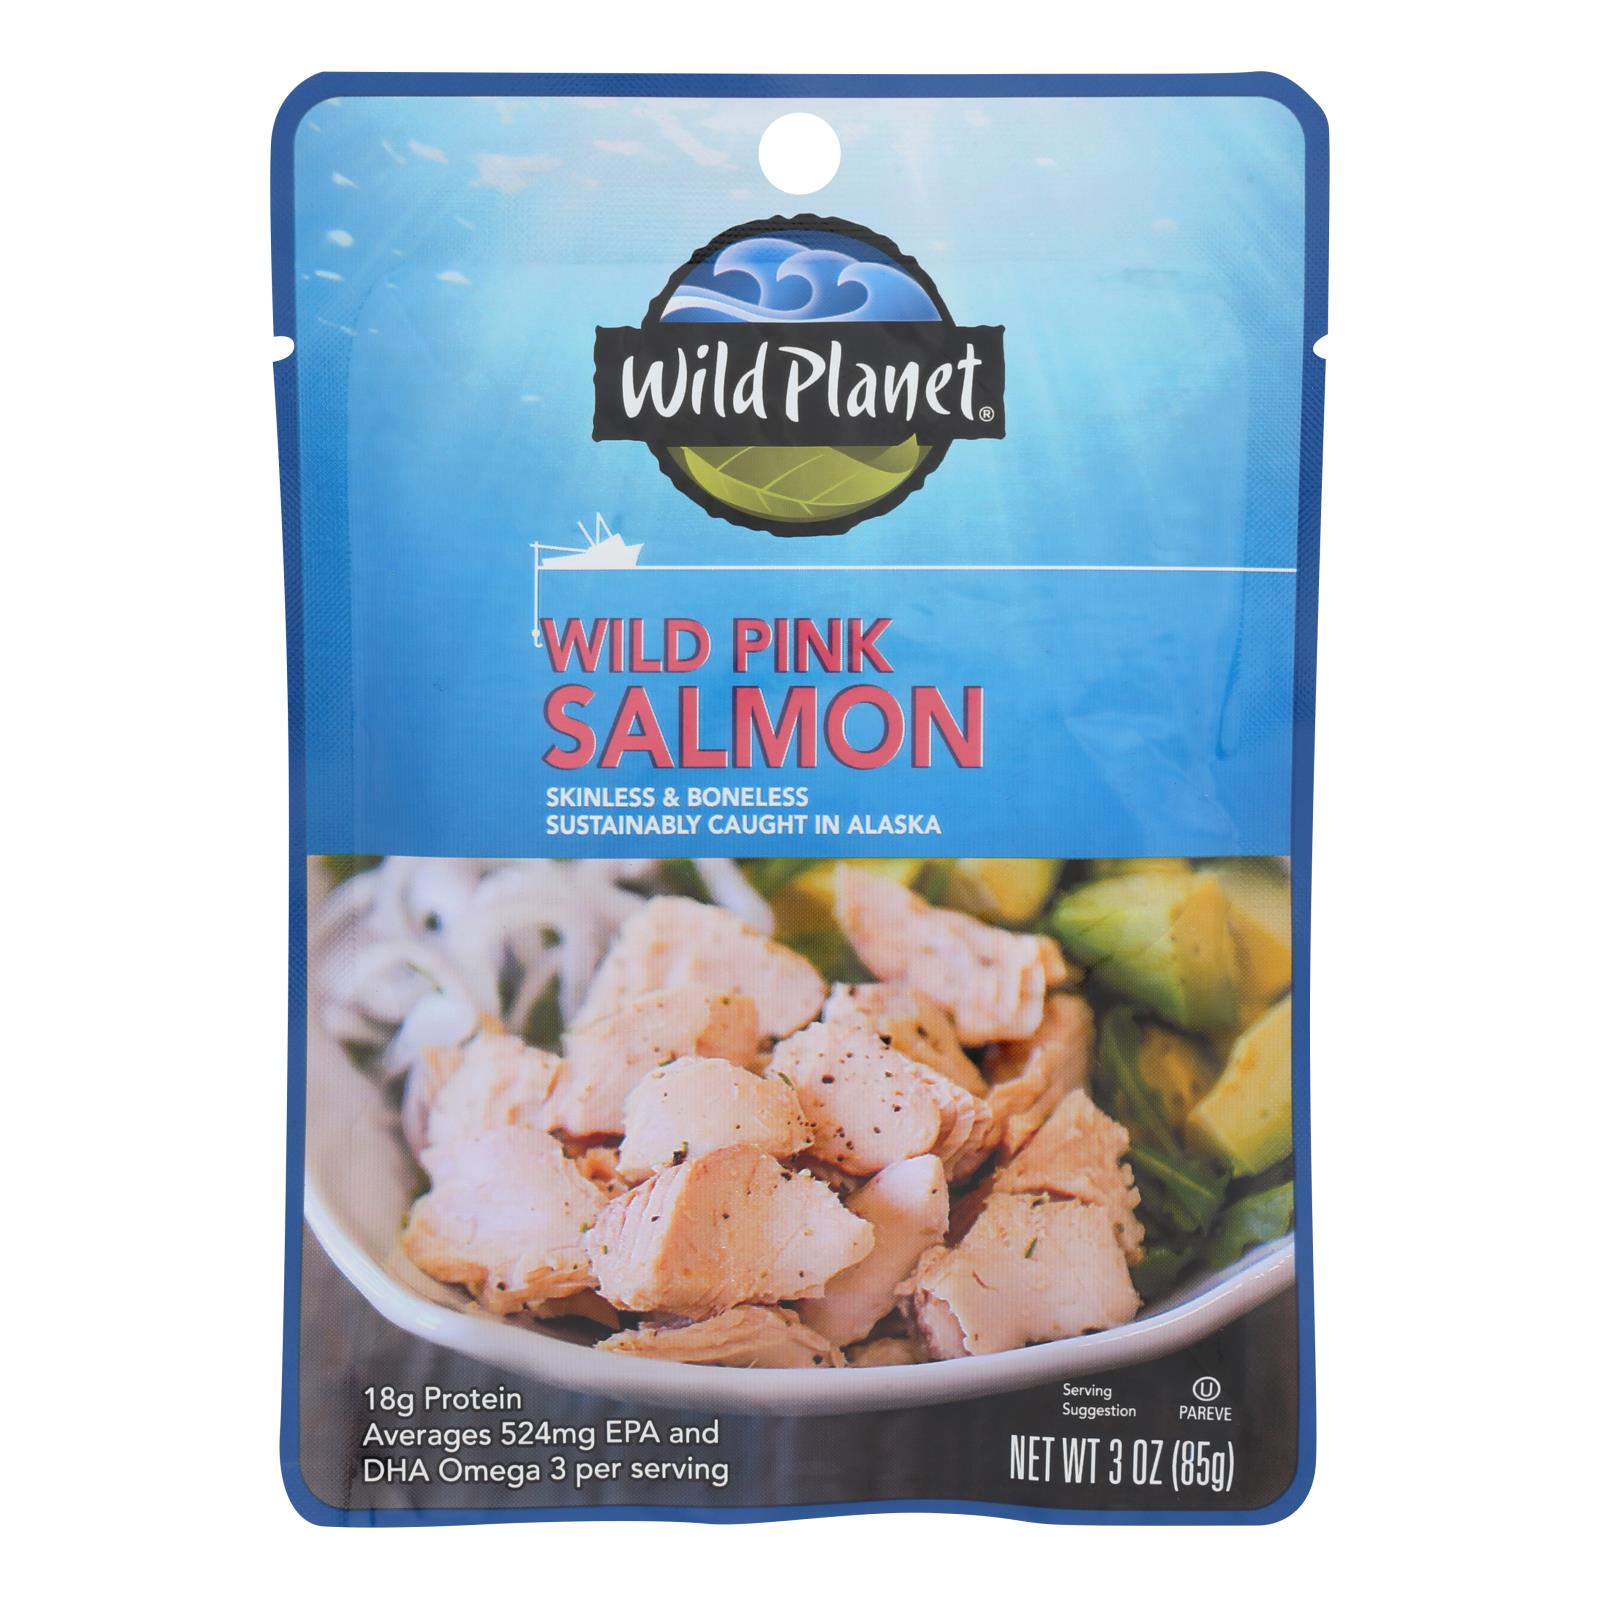 Wild Planet®
WILD PINK
SALMON
SKINLESS & BONELESS
SUSTAINABLY CAUGHT IN ALASKA
18g Protein
Averages 524mg EPA and
DHA Omega 3 per serving
Serving
Suggestion
U
PAREVE
NET WT 3 OZ (85g)